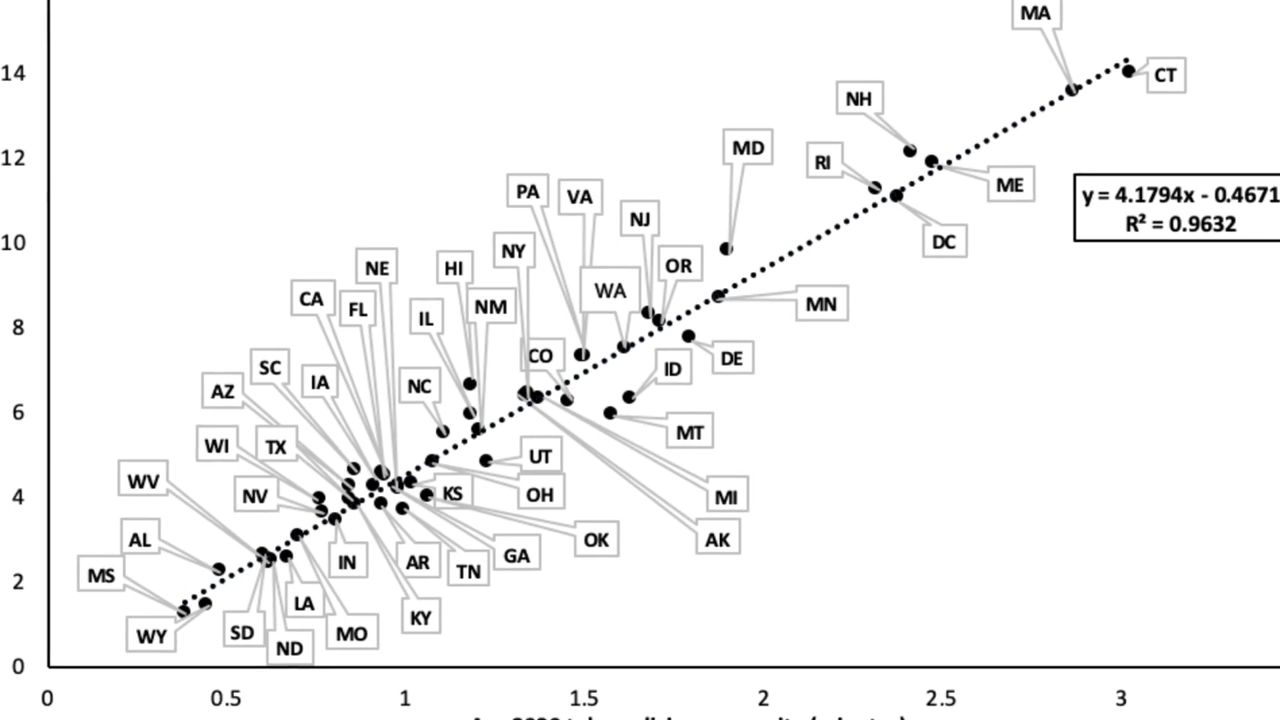 MA
14
CT
NH
MD
12
RI
ME
PA
VA
y = 4.1794x - 0.4671
R² = 0.9632
NJ
10
NY
DC
NE
HI
OR
CA
FL
IL
NM
WA
MN
8
CO
DE
SC
IA
NC
ID
AZ
6
MT
WI
TX
UT
WV
NV
KS
OH
MI
4
AL
OK
AK
IN
AR
TN
GA
MS
LA
KY
2
WY
SD
ND
MO
0
0 0.5 1 1.5 2 2.5 3